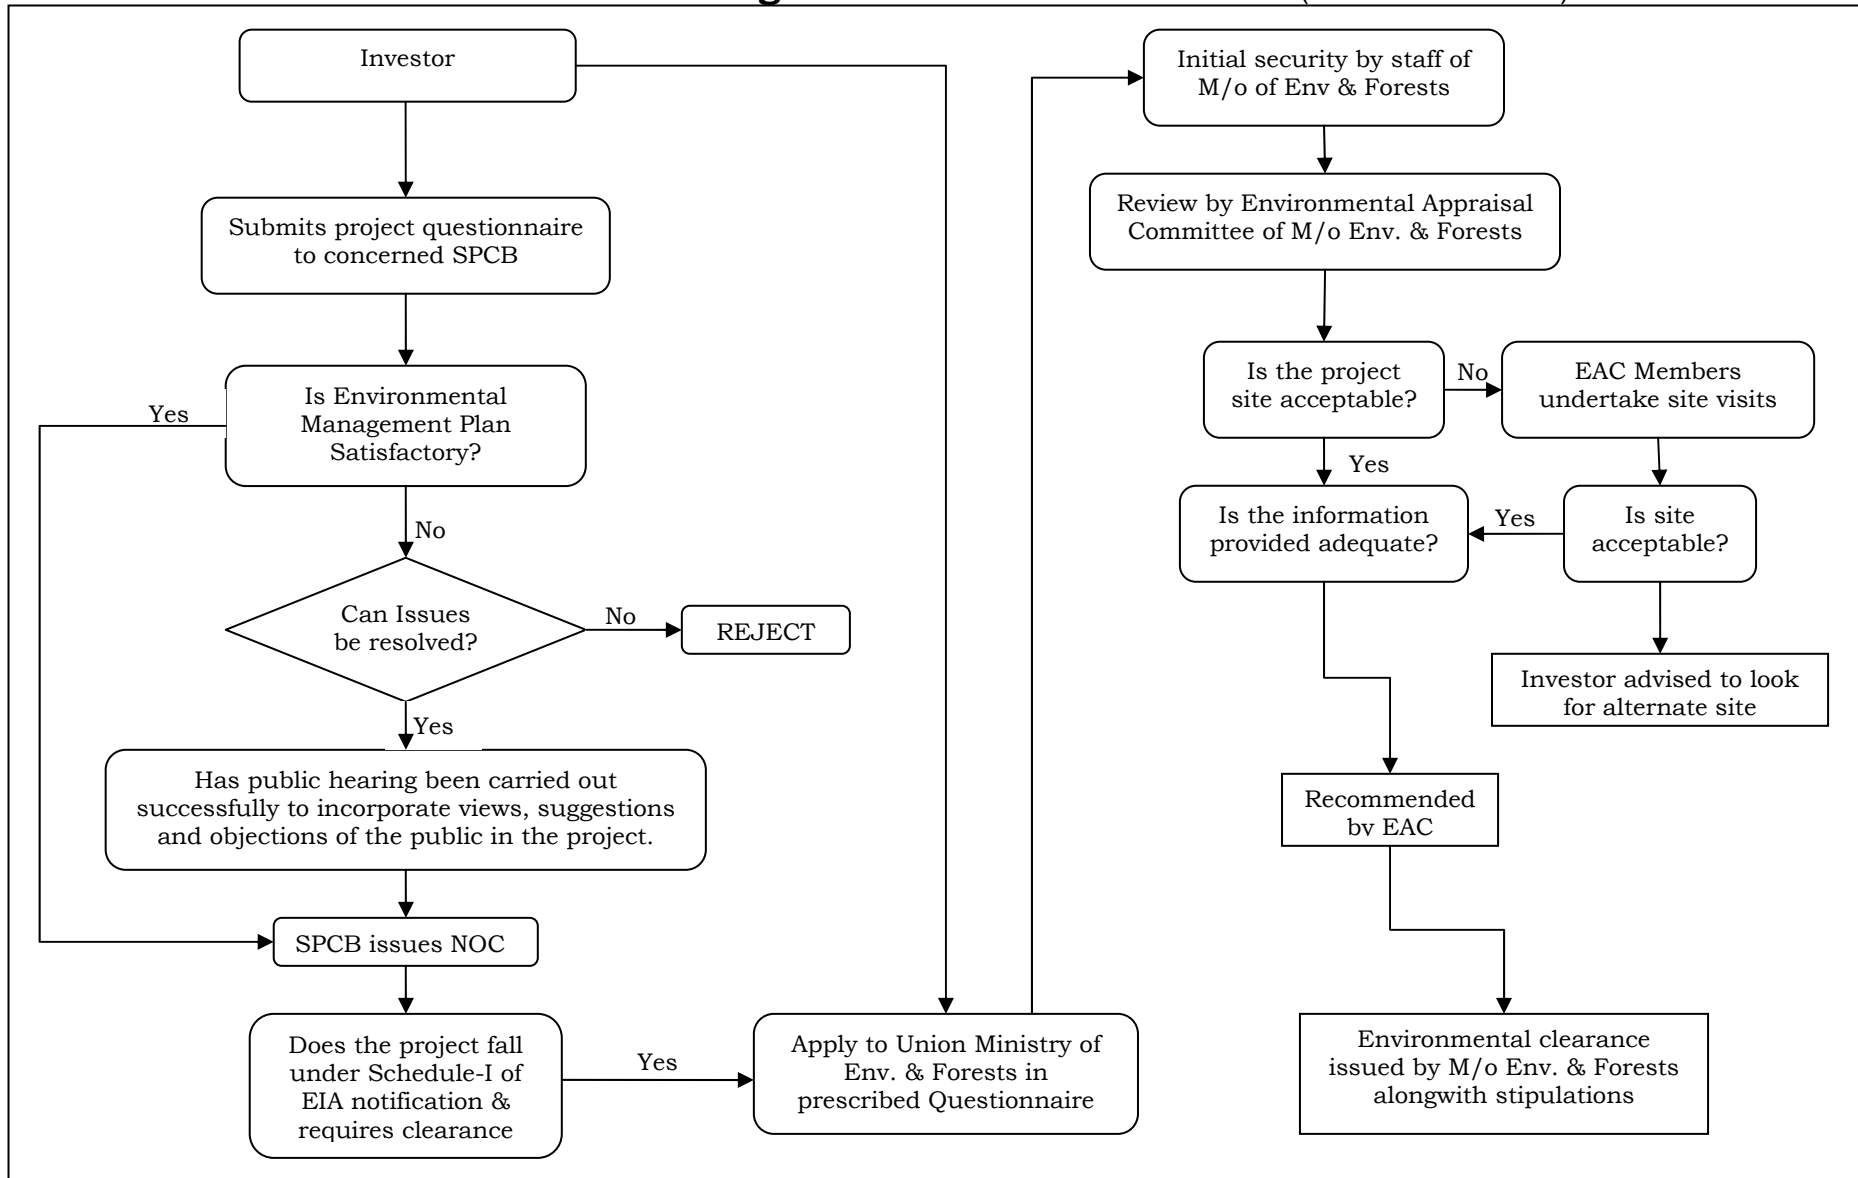 Investor
Submits project questionnaire
to concerned SPCB
Is Environmental
Management Plan
Satisfactory?
Yes
No
Can Issues
be resolved?
No
REJECT
Yes
Has public hearing been carried out
successfully to incorporate views, suggestions
and objections of the public in the project.
SPCB issues NOC
Does the project fall
under Schedule-I of
EIA notification &
requires clearance
Yes
Apply to Union Ministry of
Env. & Forests in
prescribed Questionnaire
Initial security by staff of
M/o of Env & Forests
Review by Environmental Appraisal
Committee of M/o Env. & Forests
Is the project
site acceptable?
No
EAC Members
undertake site visits
Yes
Is the information
provided adequate?
Yes
Is site
acceptable?
Investor advised to look
for alternate site
Recommended
by EAC
Environmental clearance
issued by M/o Env. & Forests
alongwith stipulations